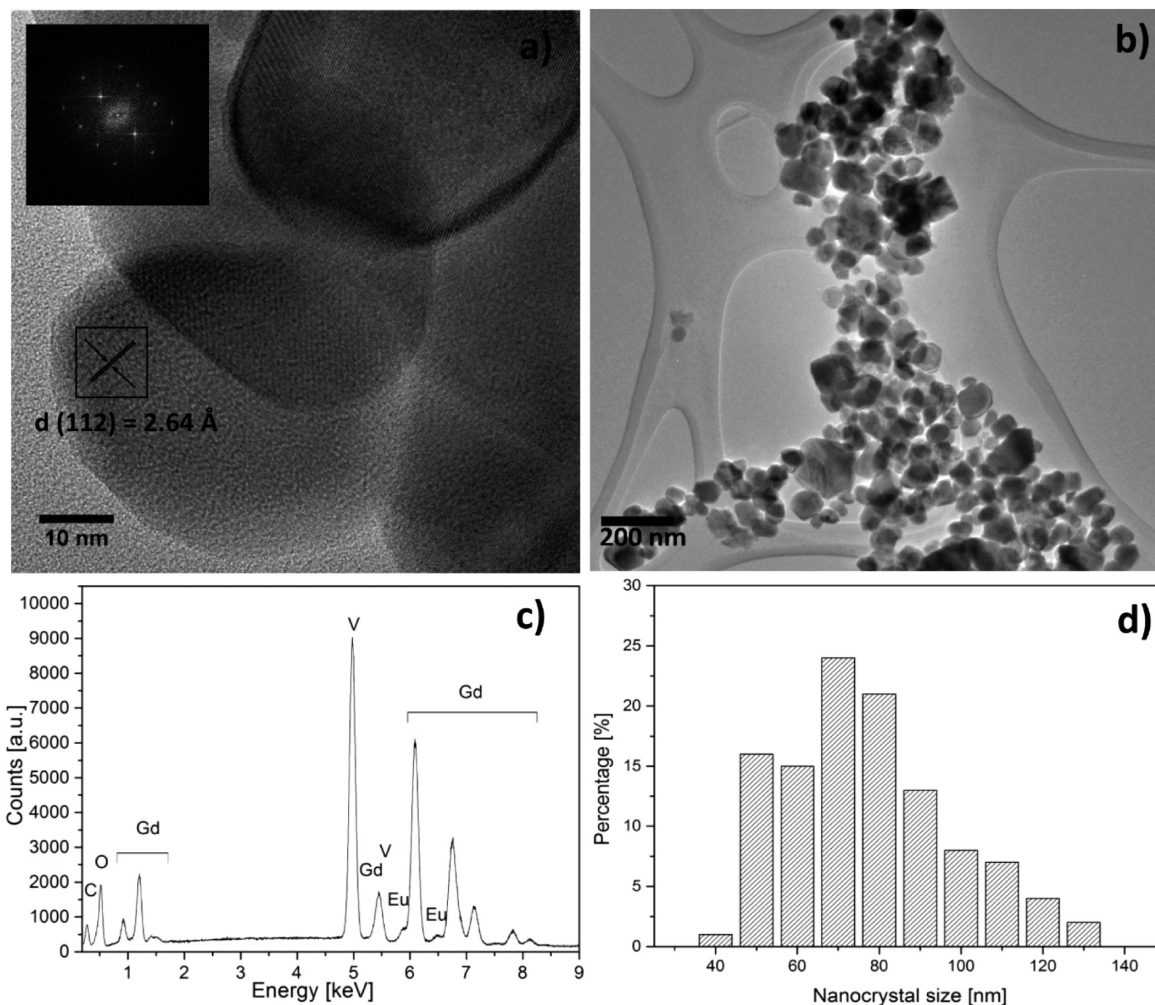 a)
d (112) = 2.64 Å
10 nm
b)
200 nm
c)
10000
9000
8000
7000
6000
5000
4000
3000
2000
1000
0
Counts [a.u.]
C
O
Gd
V
Gd
V
Eu
Eu
Gd
1 2 3 4 5 6 7 8 9
Energy [keV]
d)
30
25
20
15
10
5
0
Percentage [%]
40 60 80 100 120 140
Nanocrystal size [nm]